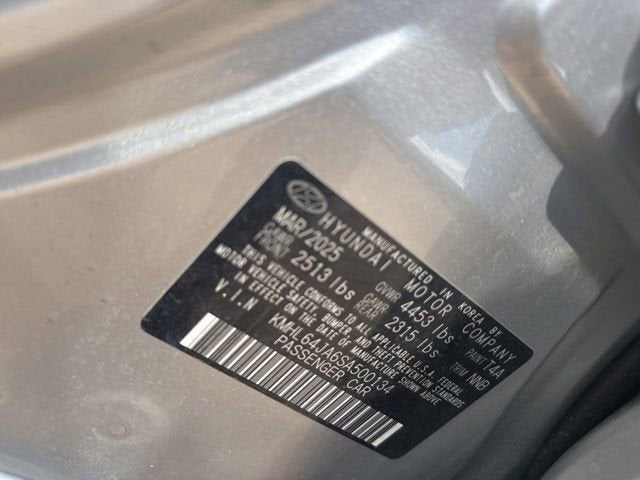 MANUFACTURED IN KOREA BY
HYUNDAI MOTOR COMPANY
MAR/2025 GVWR 4453 lbs PAINT T4A
GAWR FRONT 2513 lbs GAWR REAR 2315 lbs TRIM NNB
THIS VEHICLE CONFORMS TO ALL APPLICABLE U.S.A. FEDERAL
MOTOR VEHICLE SAFETY, BUMPER AND THEFT PREVENTION STANDARDS
IN EFFECT ON THE DATE OF MANUFACTURE SHOWN ABOVE
V.I.N KMHL64JA6SA500134
PASSENGER CAR